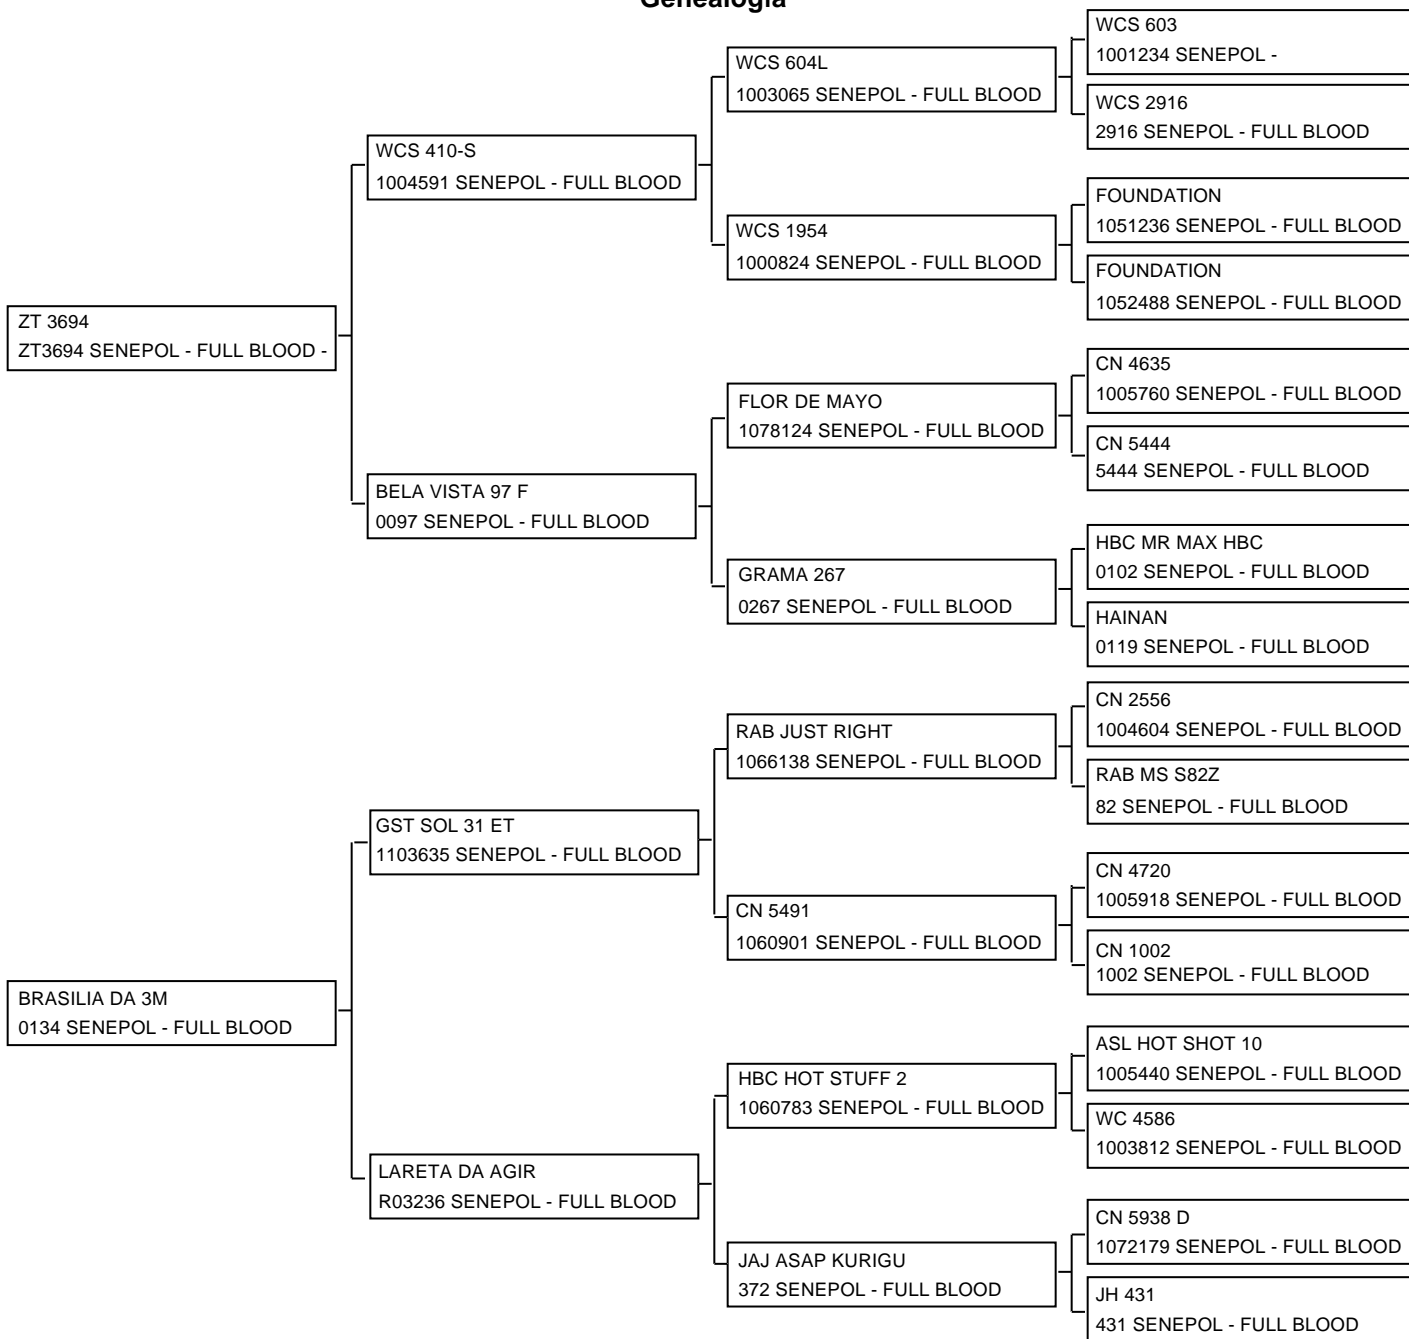 Genealogia
WCS 603
1001234 SENEPOL -
WCS 604L
1003065 SENEPOL - FULL BLOOD
WCS 2916
2916 SENEPOL - FULL BLOOD
WCS 410-S
1004591 SENEPOL - FULL BLOOD
FOUNDATION
1051236 SENEPOL - FULL BLOOD
WCS 1954
1000824 SENEPOL - FULL BLOOD
FOUNDATION
1052488 SENEPOL - FULL BLOOD
ZT 3694
ZT3694 SENEPOL - FULL BLOOD -
CN 4635
1005760 SENEPOL - FULL BLOOD
FLOR DE MAYO
1078124 SENEPOL - FULL BLOOD
CN 5444
5444 SENEPOL - FULL BLOOD
BELA VISTA 97 F
0097 SENEPOL - FULL BLOOD
HBC MR MAX HBC
0102 SENEPOL - FULL BLOOD
GRAMA 267
0267 SENEPOL - FULL BLOOD
HAINAN
0119 SENEPOL - FULL BLOOD
CN 2556
1004604 SENEPOL - FULL BLOOD
RAB JUST RIGHT
1066138 SENEPOL - FULL BLOOD
RAB MS S82Z
82 SENEPOL - FULL BLOOD
GST SOL 31 ET
1103635 SENEPOL - FULL BLOOD
CN 4720
1005918 SENEPOL - FULL BLOOD
CN 5491
1060901 SENEPOL - FULL BLOOD
CN 1002
1002 SENEPOL - FULL BLOOD
BRASILIA DA 3M
0134 SENEPOL - FULL BLOOD
ASL HOT SHOT 10
1005440 SENEPOL - FULL BLOOD
HBC HOT STUFF 2
1060783 SENEPOL - FULL BLOOD
WC 4586
1003812 SENEPOL - FULL BLOOD
LARETA DA AGIR
R03236 SENEPOL - FULL BLOOD
CN 5938 D
1072179 SENEPOL - FULL BLOOD
JAJ ASAP KURIGU
372 SENEPOL - FULL BLOOD
JH 431
431 SENEPOL - FULL BLOOD